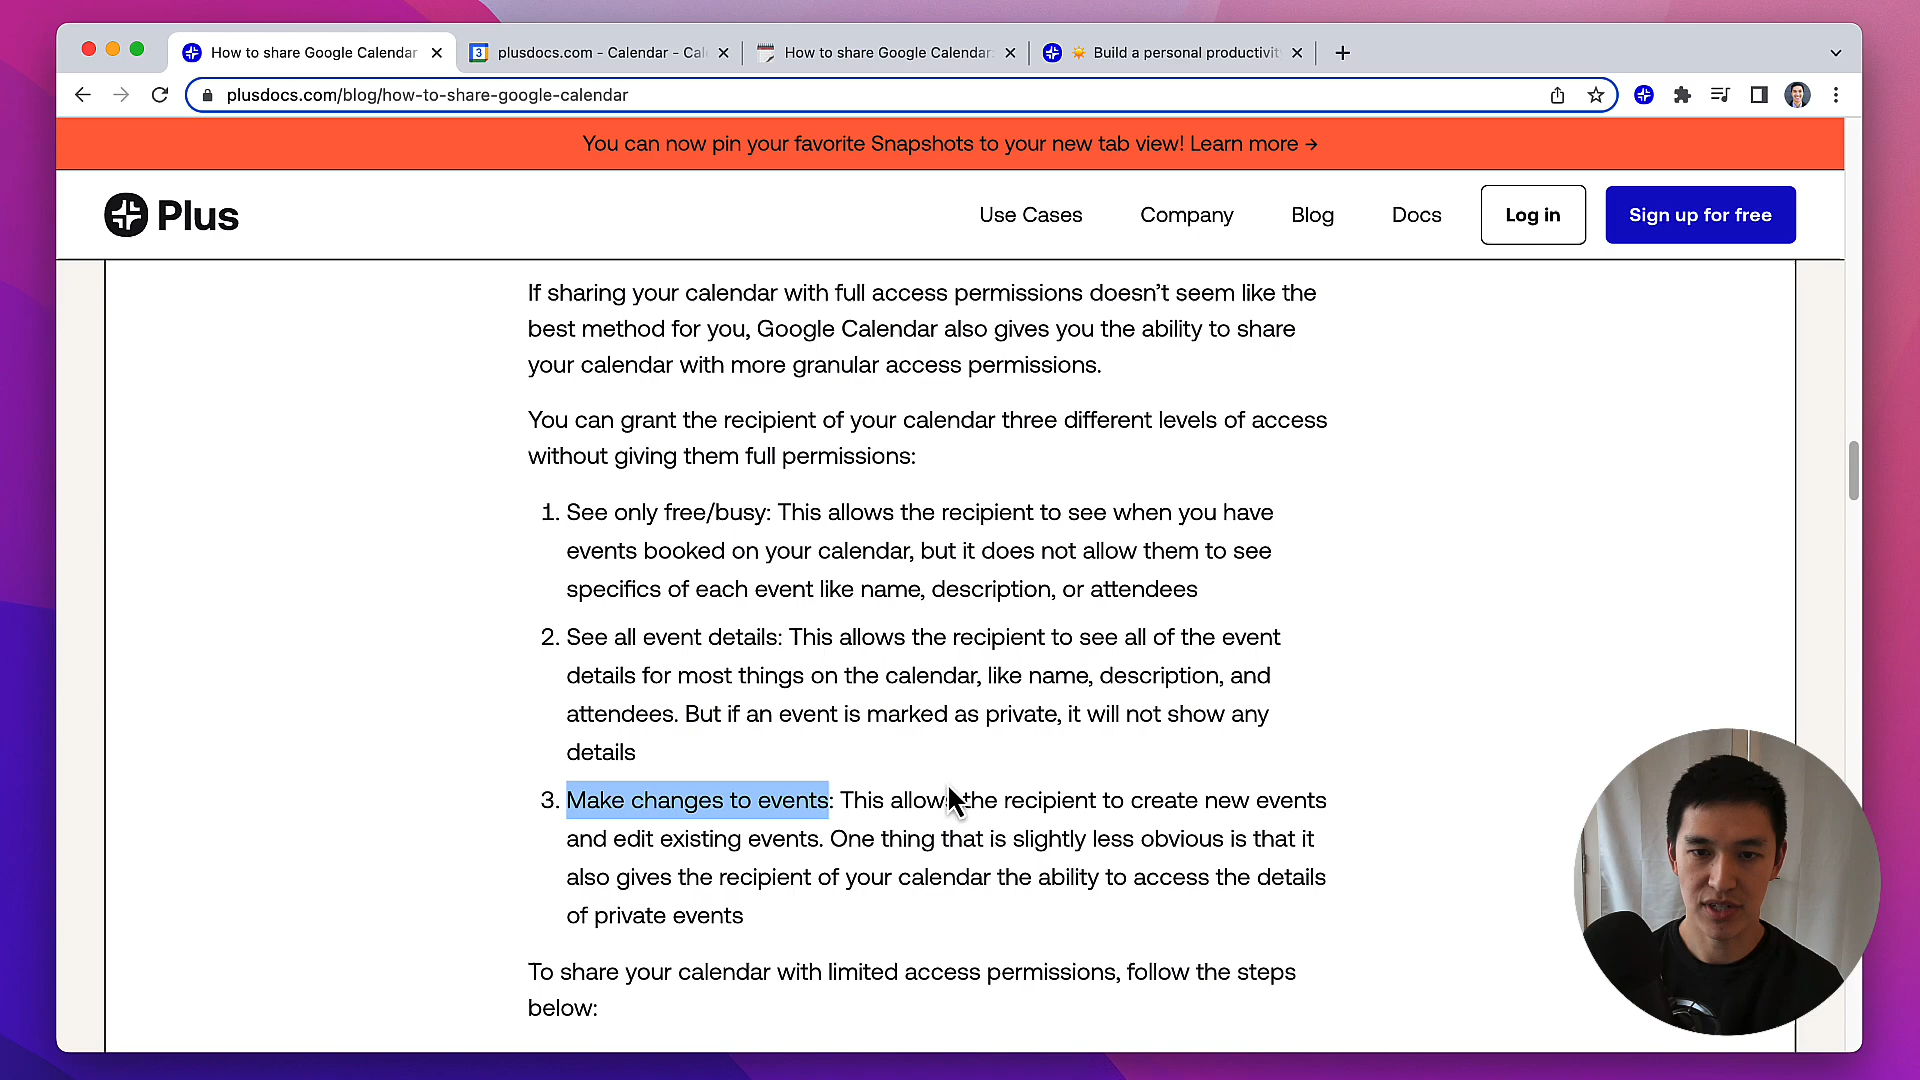 How to share Google Calendar
plusdocs.com - Calendar - Cal
How to share Google Calendar:
Build a personal productivit
plusdocs.com/blog/how-to-share-google-calendar
You can now pin your favorite Snapshots to your new tab view! Learn more →
Plus
Use Cases
Company
Blog
Docs
Log in
Sign up for free
If sharing your calendar with full access permissions doesn’t seem like the
best method for you, Google Calendar also gives you the ability to share
your calendar with more granular access permissions.
You can grant the recipient of your calendar three different levels of access
without giving them full permissions:
1. See only free/busy: This allows the recipient to see when you have
events booked on your calendar, but it does not allow them to see
specifics of each event like name, description, or attendees
2. See all event details: This allows the recipient to see all of the event
details for most things on the calendar, like name, description, and
attendees. But if an event is marked as private, it will not show any
details
3. Make changes to events: This allows the recipient to create new events
and edit existing events. One thing that is slightly less obvious is that it
also gives the recipient of your calendar the ability to access the details
of private events
To share your calendar with limited access permissions, follow the steps
below: